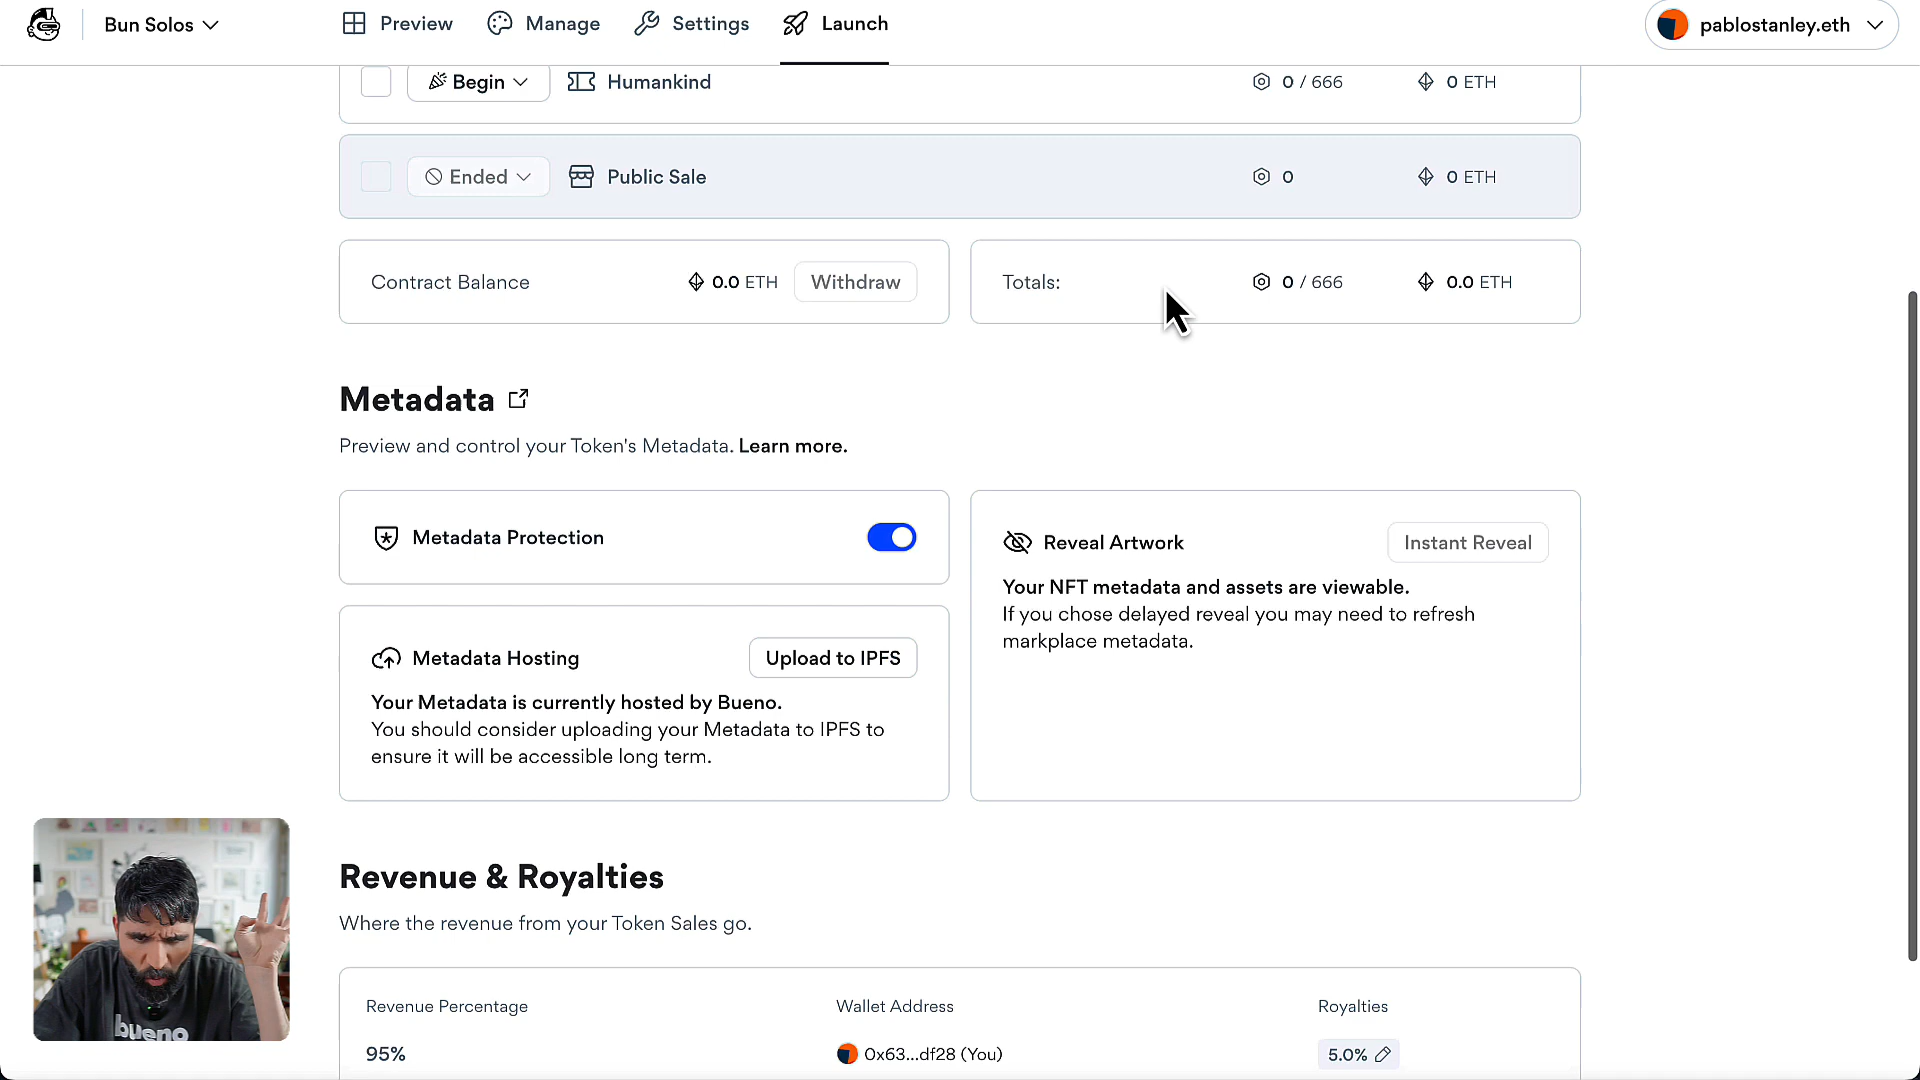 Bun Solos
Preview
Manage
Settings
Launch
pablostanley.eth
Begin
Humankind
0 / 666
0 ETH
Ended
Public Sale
0
0 ETH
Contract Balance
0.0 ETH
Withdraw
Totals:
0 / 666
0.0 ETH
Metadata
Preview and control your Token's Metadata. Learn more.
Metadata Protection
Metadata Hosting
Upload to IPFS
Your Metadata is currently hosted by Bueno.
You should consider uploading your Metadata to IPFS to
ensure it will be accessible long term.
Reveal Artwork
Instant Reveal
Your NFT metadata and assets are viewable.
If you chose delayed reveal you may need to refresh
markplace metadata.
Revenue & Royalties
Where the revenue from your Token Sales go.
Revenue Percentage
Wallet Address
Royalties
95%
0x63...df28 (You)
5.0%
bueno